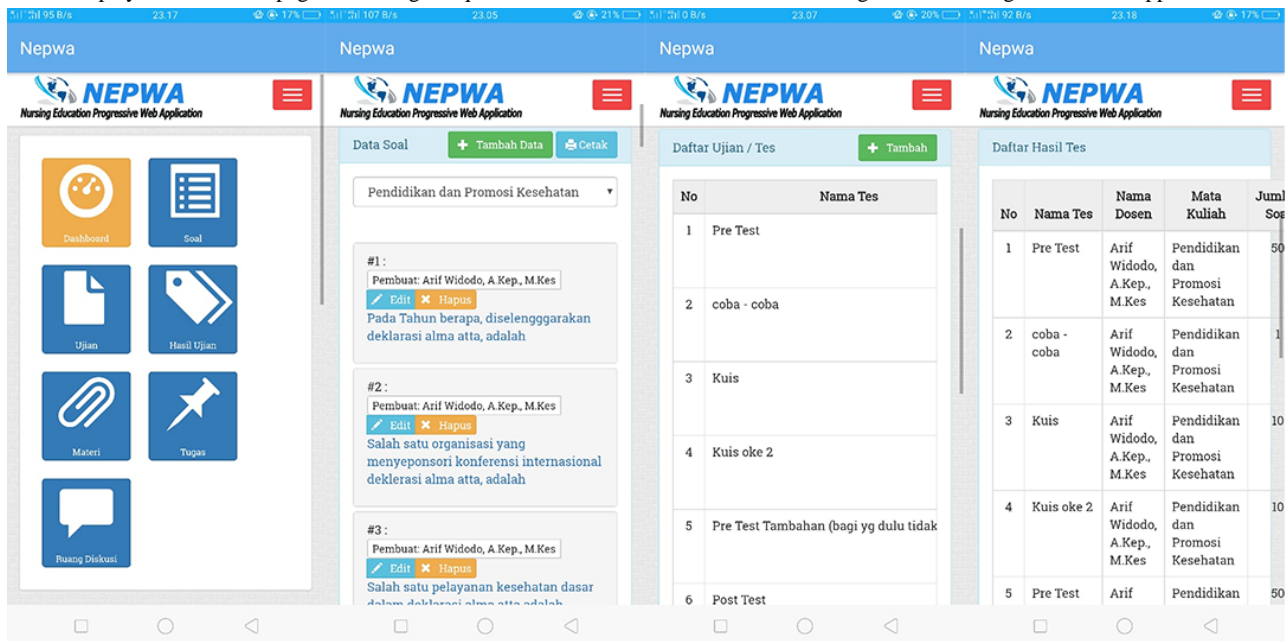 95 B/s 23.17 17%
Nepwa
NEPWA
Nursing Education Progressive Web Application
Dashboard
Soal
Ujian
Hasil Ujian
Materi
Tugas
Ruang Diskusi
107 B/s 23.05 21%
Nepwa
NEPWA
Nursing Education Progressive Web Application
Data Soal
Tambah Data
Cetak
Pendidikan dan Promosi Kesehatan
#1 :
Pembuat: Arif Widodo, A.Kep., M.Kes
Edit
Hapus
Pada Tahun berapa, diselengggarakan
deklarasi alma atta, adalah
#2 :
Pembuat: Arif Widodo, A.Kep., M.Kes
Edit
Hapus
Salah satu organisasi yang
menyeponsori konferensi internasional
deklerasi alma atta, adalah
#3 :
Pembuat: Arif Widodo, A.Kep., M.Kes
Edit
Hapus
Salah satu pelayanan kesehatan dasar
dalam deklarasi alma atta adalah
0 B/s 23.07 20%
Nepwa
NEPWA
Nursing Education Progressive Web Application
Daftar Ujian / Tes
Tambah
No Nama Tes
1 Pre Test
2 coba - coba
3 Kuis
4 Kuis oke 2
5 Pre Test Tambahan (bagi yg dulu tidak
6 Post Test
92 B/s 23.18 17%
Nepwa
NEPWA
Nursing Education Progressive Web Application
Daftar Hasil Tes
Nama Mata Juml
No Nama Tes Dosen Kuliah Soa
1 Pre Test Arif Pendidikan 50
Widodo, dan
A.Kep., Promosi
M.Kes Kesehatan
2 coba - Arif Pendidikan 1
coba Widodo, dan
A.Kep., Promosi
M.Kes Kesehatan
3 Kuis Arif Pendidikan 10
Widodo, dan
A.Kep., Promosi
M.Kes Kesehatan
4 Kuis oke 2 Arif Pendidikan 10
Widodo, dan
A.Kep., Promosi
M.Kes Kesehatan
5 Pre Test Arif Pendidikan 50